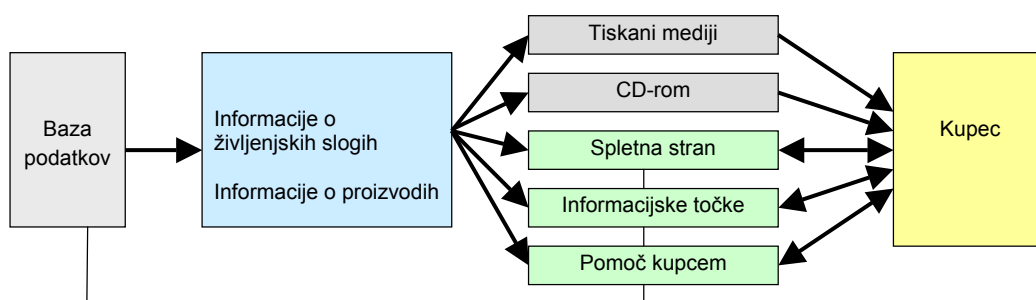 Baza
podatkov
Informacije o
življenjskih slogih
Informacije o proizvodih
Tiskani mediji
CD-rom
Spletna stran
Informacijske točke
Pomoč kupcem
Kupec